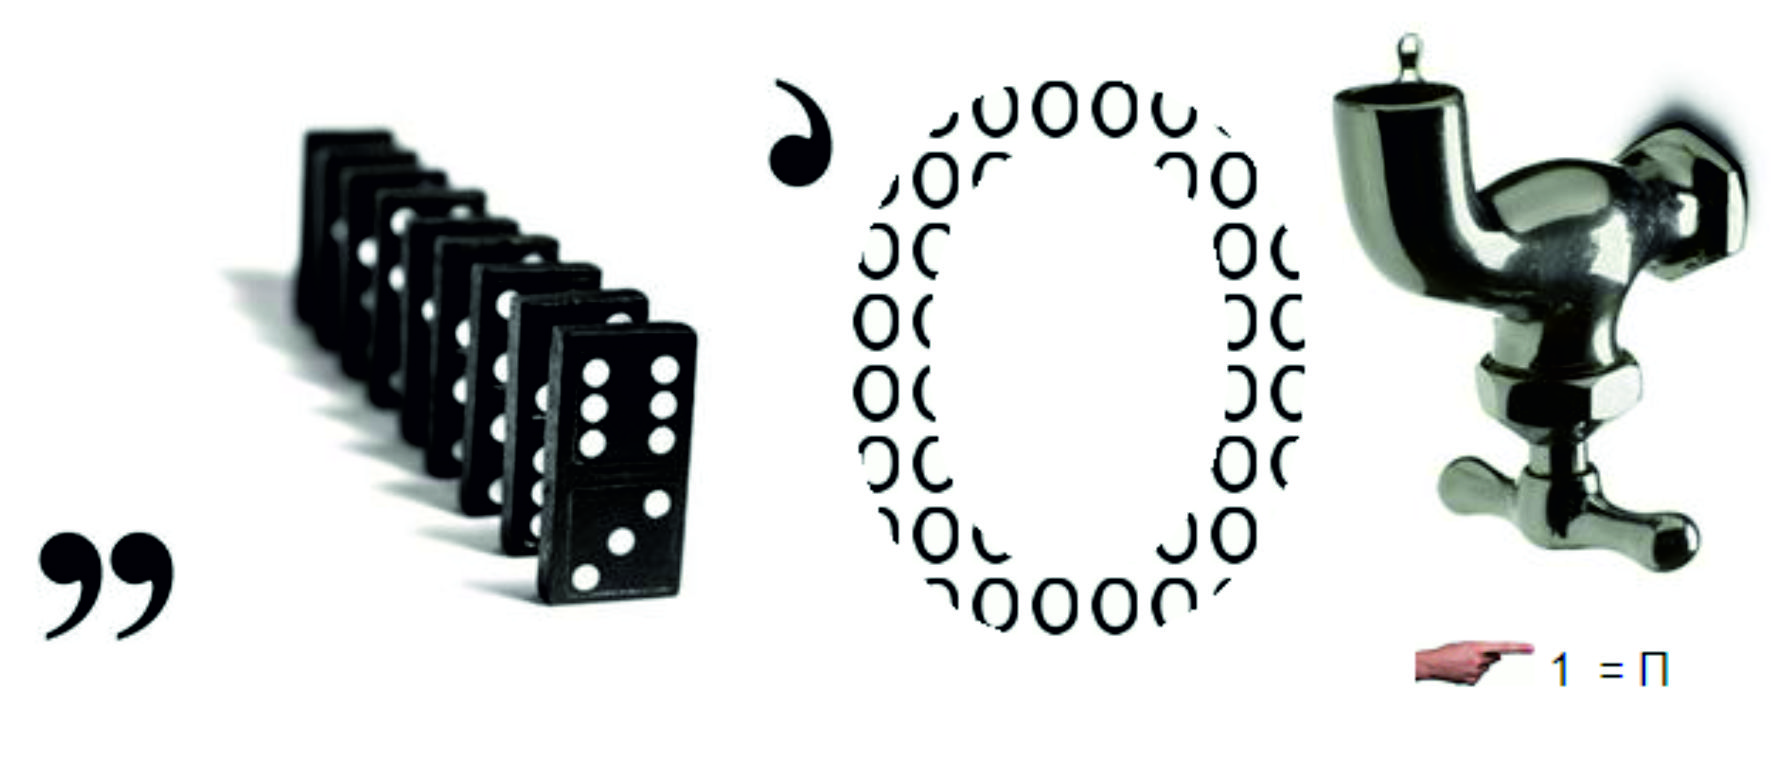 ,, ‘ О
1 = П